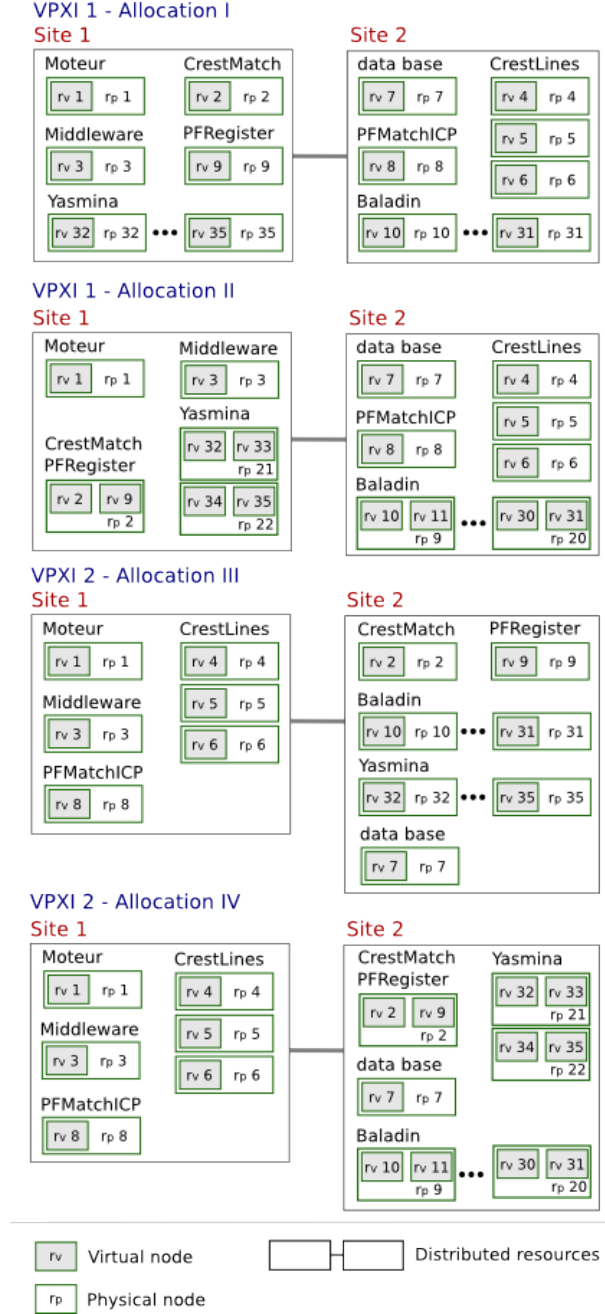 VPXI 1 - Allocation I
Site 1
Site 2
Moteur
CrestMatch
data base
CrestLines
rv 1 rp 1
rv 2 rp 2
rv 7 rp 7
rv 4 rp 4
Middleware
PFRegister
PFMatchICP
rv 5 rp 5
rv 3 rp 3
rv 9 rp 9
rv 8 rp 8
rv 6 rp 6
Yasmina
Baladin
rv 32 rp 32 ••• rv 35 rp 35
rv 10 rp 10 ••• rv 31 rp 31
VPXI 1 - Allocation II
Site 1
Site 2
Moteur
Middleware
data base
CrestLines
rv 1 rp 1
rv 3 rp 3
rv 7 rp 7
rv 4 rp 4
Yasmina
PFMatchICP
rv 5 rp 5
CrestMatch
PFRegister
rv 32 rv 33
rp 21
rv 8 rp 8
rv 6 rp 6
Baladin
rv 2 rv 9
rp 2
rv 34 rv 35
rp 22
rv 10 rv 11 ••• rv 30 rv 31
rp 9
rp 20
VPXI 2 - Allocation III
Site 1
Site 2
Moteur
CrestLines
CrestMatch
PFRegister
rv 1 rp 1
rv 4 rp 4
rv 2 rp 2
rv 9 rp 9
Middleware
rv 5 rp 5
Baladin
rv 3 rp 3
rv 6 rp 6
rv 10 rp 10 ••• rv 31 rp 31
PFMatchICP
Yasmina
rv 8 rp 8
rv 32 rp 32 ••• rv 35 rp 35
data base
rv 7 rp 7
VPXI 2 - Allocation IV
Site 1
Site 2
Moteur
CrestLines
CrestMatch
PFRegister
Yasmina
rv 1 rp 1
rv 4 rp 4
rv 2 rv 9
rp 2
rv 32 rv 33
rp 21
Middleware
rv 5 rp 5
rv 34 rv 35
rp 22
rv 3 rp 3
rv 6 rp 6
data base
rv 7 rp 7
PFMatchICP
rv 8 rp 8
Baladin
rv 10 rv 11 ••• rv 30 rv 31
rp 9
rp 20
rv Virtual node
Distributed resources
rp Physical node